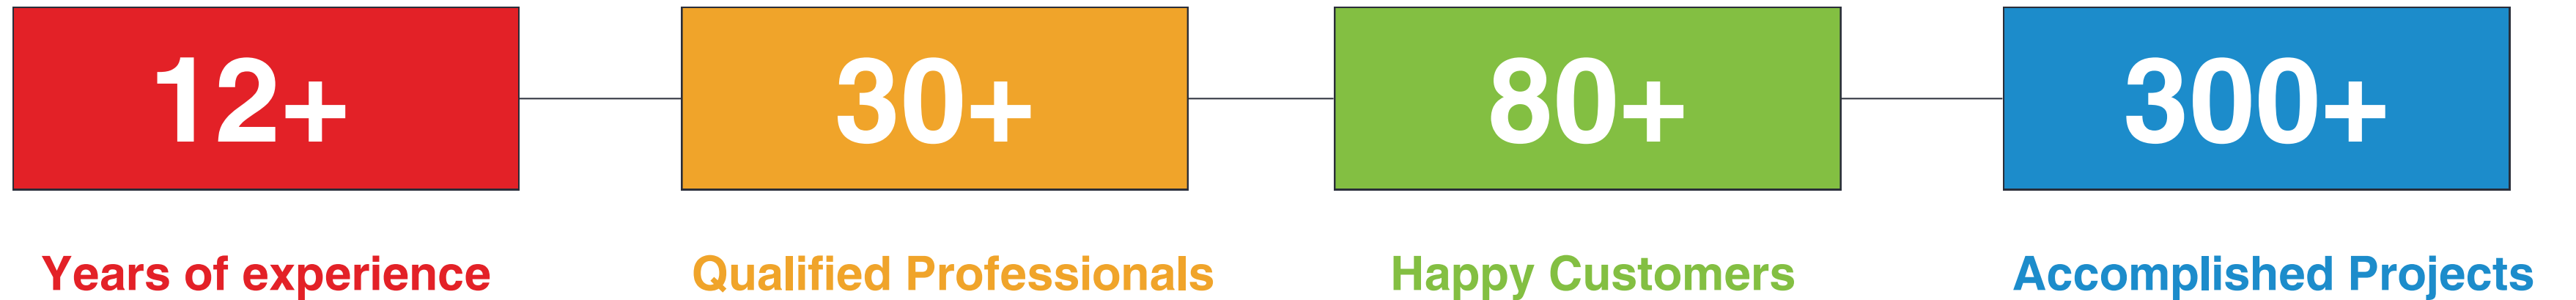 12+
Years of experience
30+
Qualified Professionals
80+
Happy Customers
300+
Accomplished Projects